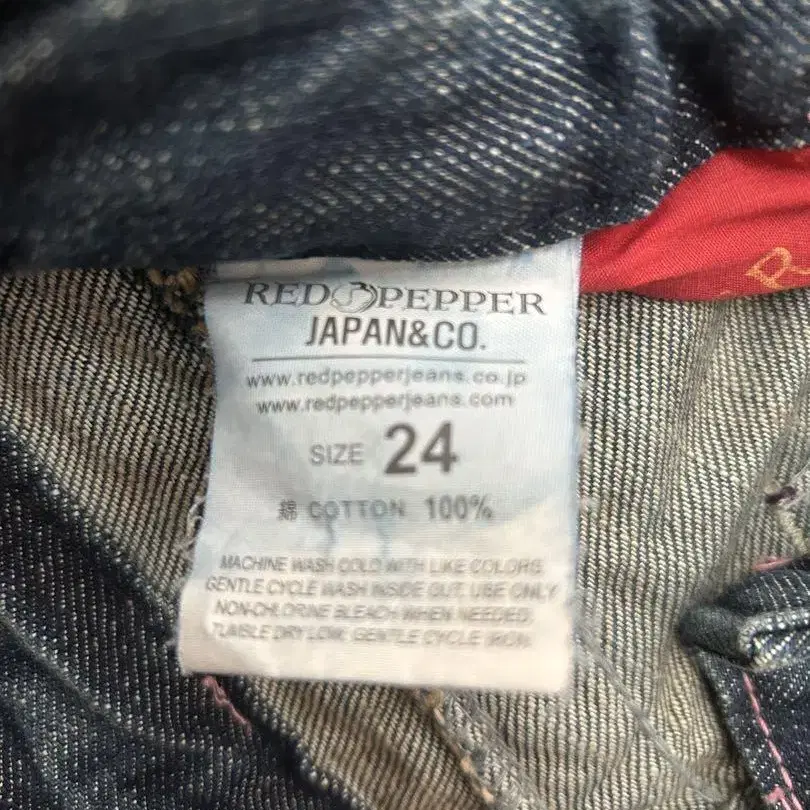 RED PEPPER
JAPAN&CO.
www.redpepperjeans.co.jp
www.redpepperjeans.com
SIZE 24
綿 COTTON 100%
MACHINE WASH COLD WITH LIKE COLORS
GENTLE CYCLE WASH INSIDE OUT. USE ONLY
NON-CHLORINE BLEACH WHEN NEEDED.
TUMBLE DRY LOW. GENTLE CYCLE IRON.
R